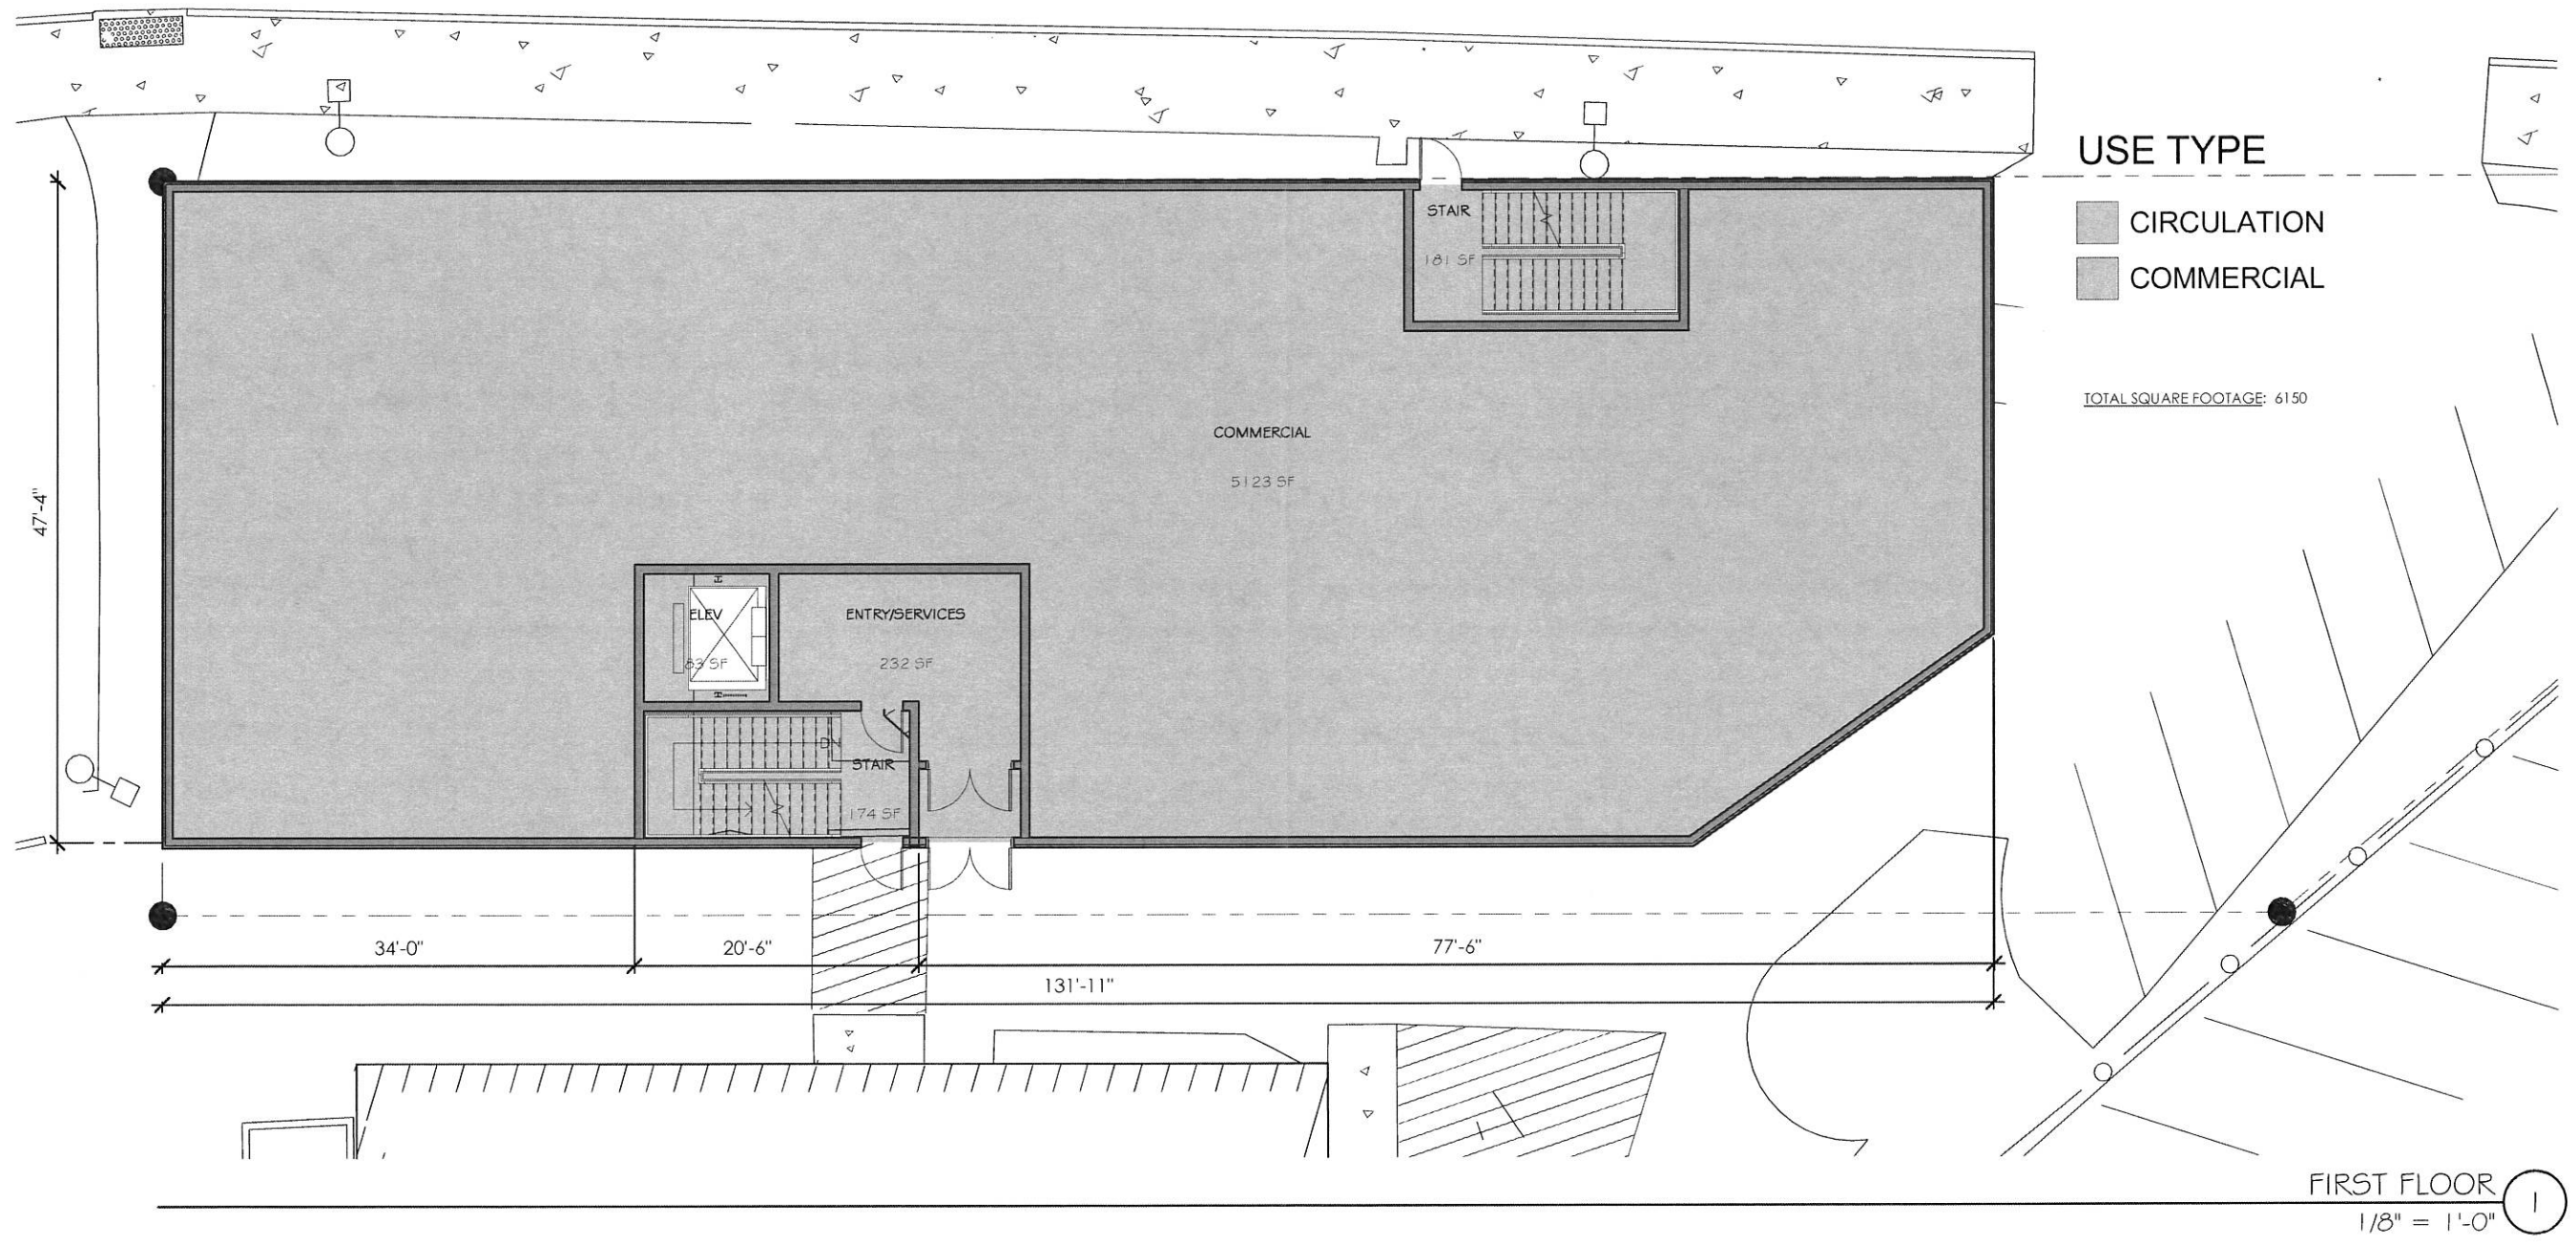 USE TYPE
CIRCULATION
COMMERCIAL
TOTAL SQUARE FOOTAGE: 6150
STAIR
181 SF
COMMERCIAL
5123 SF
47'-4"
ELEV
83 SF
ENTRY/SERVICES
232 SF
STAIR
174 SF
34'-0"
20'-6"
77'-6"
131'-11"
FIRST FLOOR
1
1/8" = 1'-0"